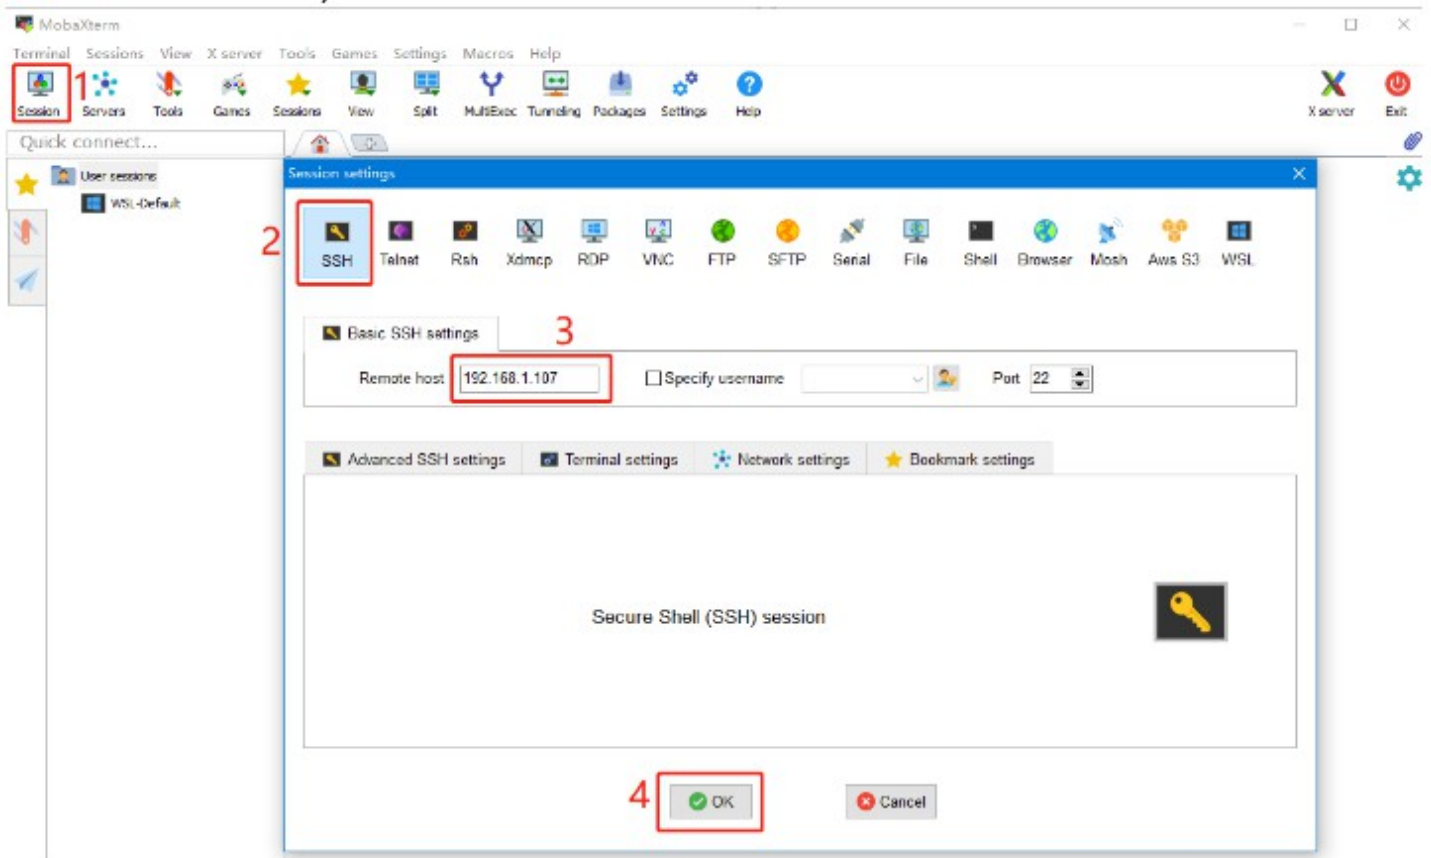 MobaXterm
Terminal Sessions View X server Tools Games Settings Macros Help
1
Session Servers Tools Games Sessions View Split MultiExec Tunneling Packages Settings Help X server Exit
Quick connect...
User sessions
WSL-Default
Session settings
2
SSH Telnet Rsh Xdmcp RDP VNC FTP SFTP Serial File Shell Browser Mosh Aws S3 WSL
Basic SSH settings
3
Remote host 192.168.1.107 Specify username Port 22
Advanced SSH settings Terminal settings Network settings Bookmark settings
Secure Shell (SSH) session
4
OK Cancel